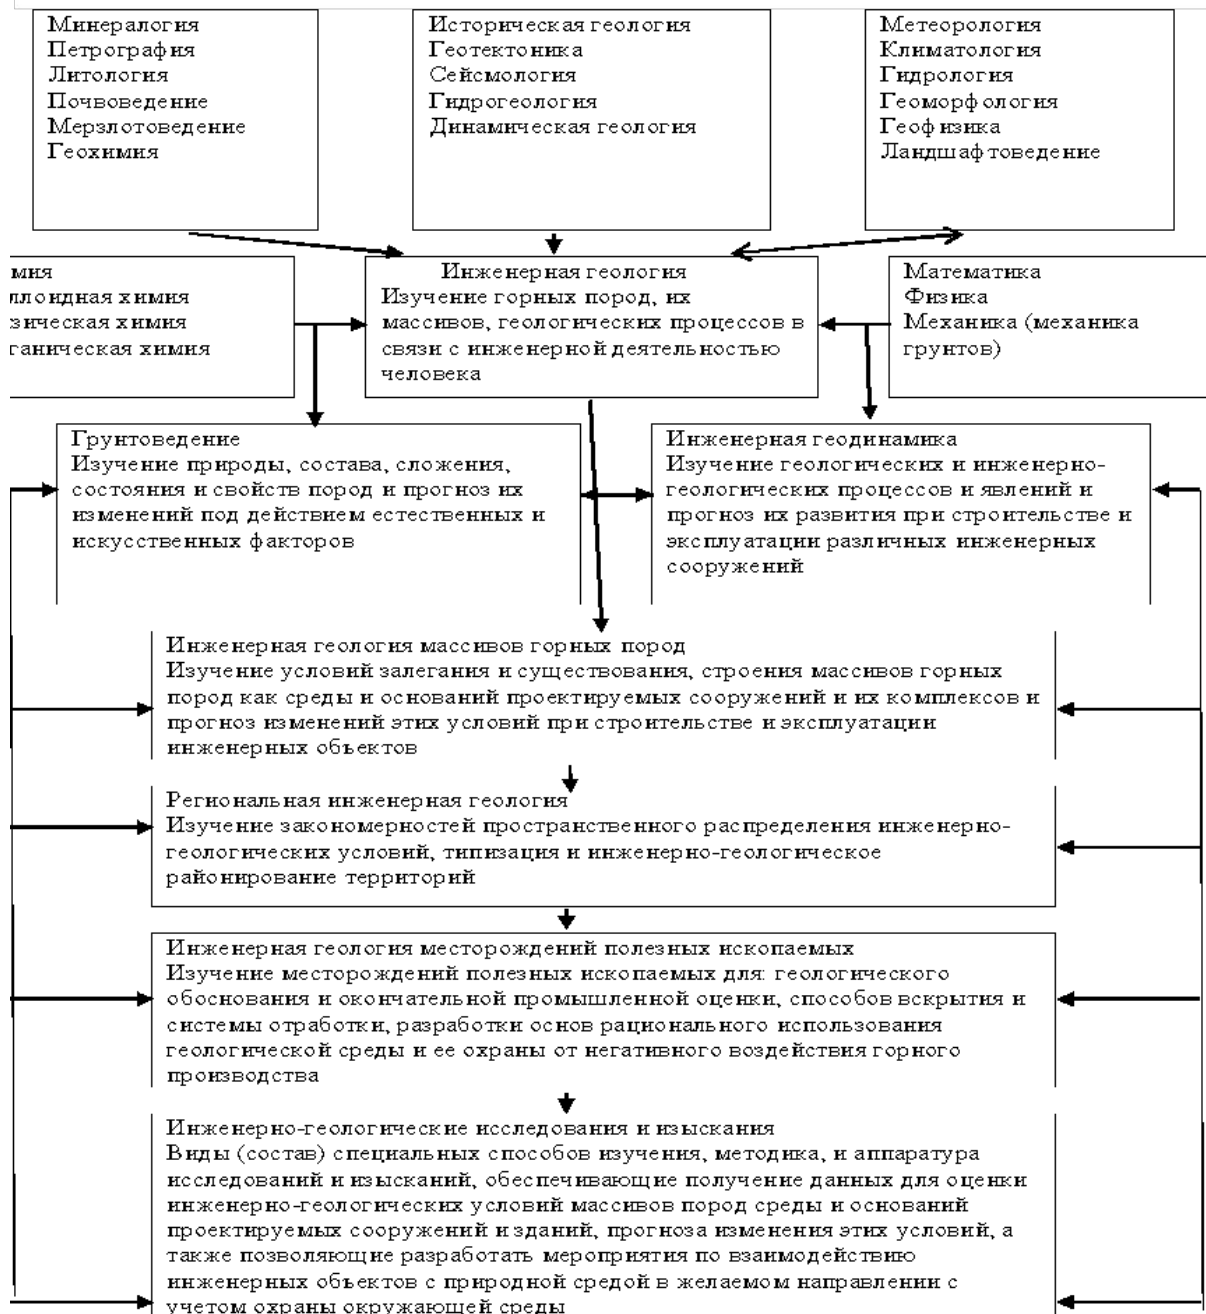 Минералогия
Петрография
Литология
Почвоведение
Мерзлотоведение
Геохимия
Историческая геология
Геотектоника
Сейсмология
Гидрогеология
Динамическая геология
Метеорология
Климатология
Гидрология
Геоморфология
Геофизика
Ландшафтоведение
мия
ллоидная химия
зическая химия
ганическая химия
Инженерная геология
Изучение горных пород, их
массивов, геологических процессов в
связи с инженерной деятельностью
человека
Математика
Физика
Механика (механика
грунтов)
Грунтоведение
Изучение природы, состава, сложения,
состояния и свойств пород и прогноз их
изменений под действием естественных и
искусственных факторов
Инженерная геодинамика
Изучение геологических и инженерно-
геологических процессов и явлений и
прогноз их развития при строительстве и
эксплуатации различных инженерных
сооружений
Инженерная геология массивов горных пород
Изучение условий залегания и существования, строения массивов горных
пород как среды и оснований проектируемых сооружений и их комплексов и
прогноз изменений этих условий при строительстве и эксплуатации
инженерных объектов
Региональная инженерная геология
Изучение закономерностей пространственного распределения инженерно-
геологических условий, типизация и инженерно-геологическое
районирование территорий
Инженерная геология месторождений полезных ископаемых
Изучение месторождений полезных ископаемых для: геологического
обоснования и окончательной промышленной оценки, способов вскрытия и
системы отработки, разработки основ рационального использования
геологической среды и ее охраны от негативного воздействия горного
производства
Инженерно-геологические исследования и изыскания
Виды (состав) специальных способов изучения, методика, и аппаратура
исследований и изысканий, обеспечивающие получение данных для оценки
инженерно-геологических условий массивов пород среды и оснований
проектируемых сооружений и зданий, прогноза изменения этих условий, а
также позволяющие разработать мероприятия по взаимодействию
инженерных объектов с природной средой в желаемом направлении с
учетом охраны окружающей среды